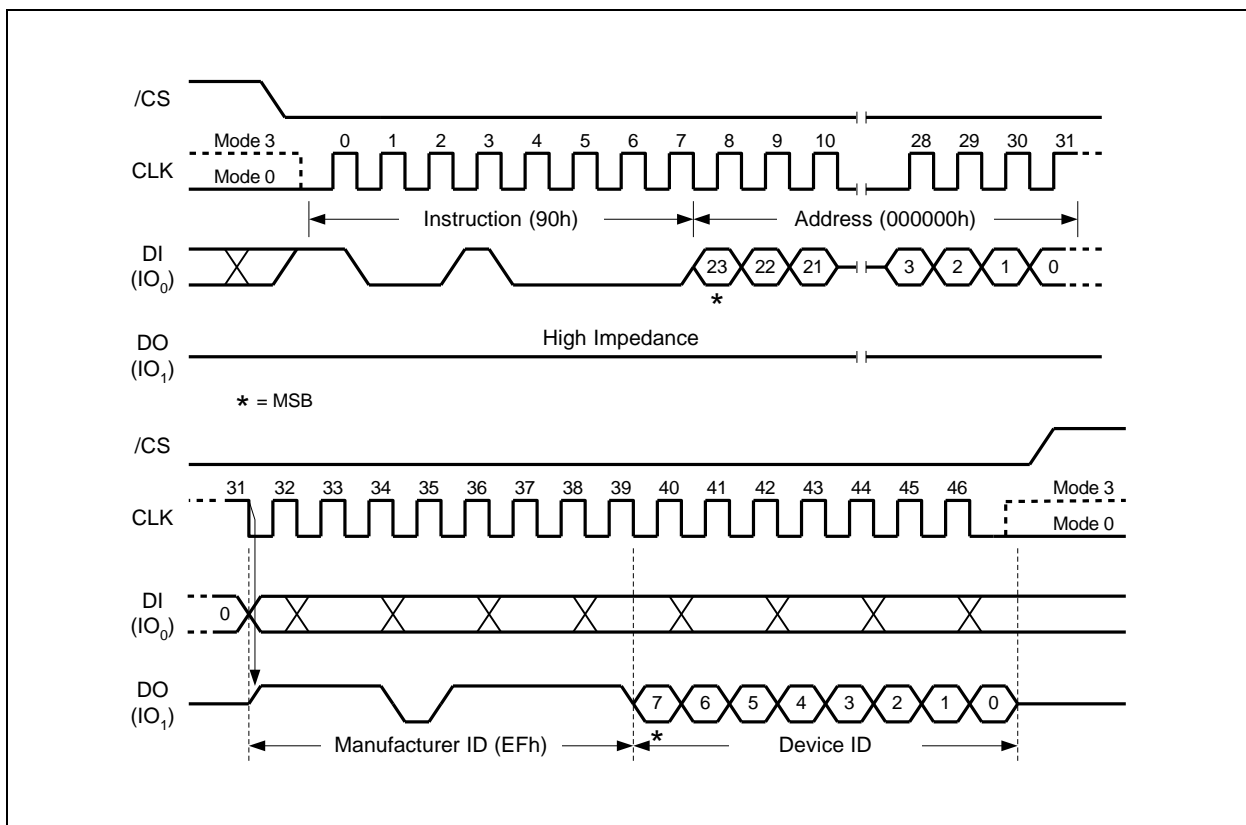 /CS
Mode 3 0 1 2 3 4 5 6 7 8 9 10 28 29 30 31
CLK
Mode 0
Instruction (90h) Address (000000h)
DI
(IO0)
23 22 21 3 2 1 0
*
High Impedance
DO
(IO1)
* = MSB
/CS
31 32 33 34 35 36 37 38 39 40 41 42 43 44 45 46 Mode 3
CLK
Mode 0
DI
(IO0)
0
DO
(IO1)
7 6 5 4 3 2 1 0
*
Manufacturer ID (EFh) Device ID